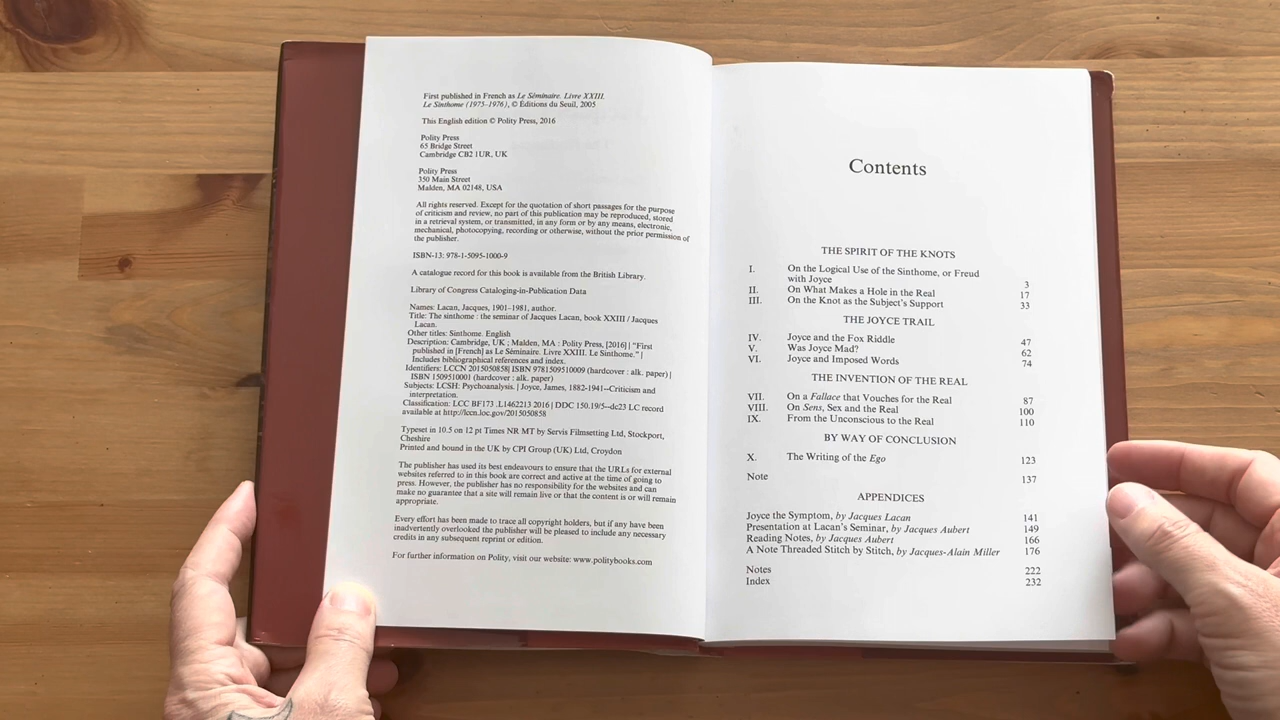 First published in French as Le Séminaire. Livre XXIII.
Le Sinthome (1975–1976), © Éditions du Seuil, 2005
This English edition © Polity Press, 2016
Polity Press
65 Bridge Street
Cambridge CB2 1UR, UK
Polity Press
350 Main Street
Malden, MA 02148, USA
All rights reserved. Except for the quotation of short passages for the purpose
of criticism and review, no part of this publication may be reproduced, stored
in a retrieval system, or transmitted, in any form or by any means, electronic,
mechanical, photocopying, recording or otherwise, without the prior permission of
the publisher.
ISBN-13: 978-1-5095-1000-9
A catalogue record for this book is available from the British Library.
Library of Congress Cataloging-in-Publication Data
Names: Lacan, Jacques, 1901–1981, author.
Title: The sinthome : the seminar of Jacques Lacan, book XXIII / Jacques
Lacan.
Other titles: Sinthome. English
Description: Cambridge, UK ; Malden, MA : Polity Press, [2016] | "First
published in [French] as Le Séminaire. Livre XXIII. Le Sinthome." |
Includes bibliographical references and index.
Identifiers: LCCN 2015050858| ISBN 9781509510009 (hardcover : alk. paper) |
ISBN 1509510001 (hardcover : alk. paper)
Subjects: LCSH: Psychoanalysis. | Joyce, James, 1882-1941--Criticism and
interpretation.
Classification: LCC BF173 .L1462213 2016 | DDC 150.19/5--dc23 LC record
available at http://lccn.loc.gov/2015050858
Typeset in 10.5 on 12 pt Times NR MT by Servis Filmsetting Ltd, Stockport,
Cheshire
Printed and bound in the UK by CPI Group (UK) Ltd, Croydon
The publisher has used its best endeavours to ensure that the URLs for external
websites referred to in this book are correct and active at the time of going to
press. However, the publisher has no responsibility for the websites and can
make no guarantee that a site will remain live or that the content is or will remain
appropriate.
Every effort has been made to trace all copyright holders, but if any have been
inadvertently overlooked the publisher will be pleased to include any necessary
credits in any subsequent reprint or edition.
For further information on Polity, visit our website: www.politybooks.com
Contents
THE SPIRIT OF THE KNOTS
I. On the Logical Use of the Sinthome, or Freud
with Joyce 3
II. On What Makes a Hole in the Real 17
III. On the Knot as the Subject's Support 33
THE JOYCE TRAIL
IV. Joyce and the Fox Riddle 47
V. Was Joyce Mad? 62
VI. Joyce and Imposed Words 74
THE INVENTION OF THE REAL
VII. On a Fallace that Vouches for the Real 87
VIII. On Sens, Sex and the Real 100
IX. From the Unconscious to the Real 110
BY WAY OF CONCLUSION
X. The Writing of the Ego 123
Note 137
APPENDICES
Joyce the Symptom, by Jacques Lacan 141
Presentation at Lacan's Seminar, by Jacques Aubert 149
Reading Notes, by Jacques Aubert 166
A Note Threaded Stitch by Stitch, by Jacques-Alain Miller 176
Notes 222
Index 232